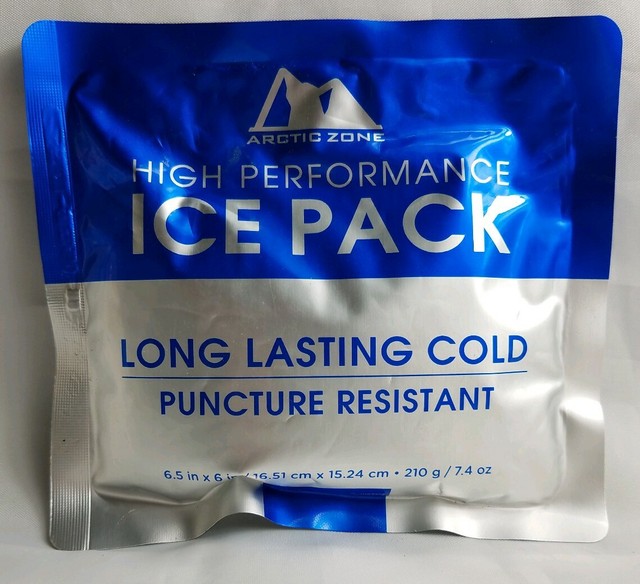 ARCTIC ZONE
HIGH PERFORMANCE
ICE PACK
LONG LASTING COLD
PUNCTURE RESISTANT
6.5 in x 6 in / 16.51 cm x 15.24 cm • 210 g / 7.4 oz